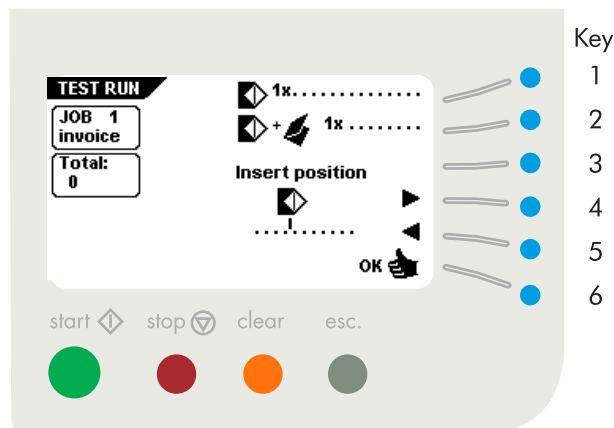 Key
TEST RUN
1x..............
1
JOB 1
invoice
+ 1x ........
2
Total:
0
Insert position
3
4
...........
5
OK
6
start stop clear esc.